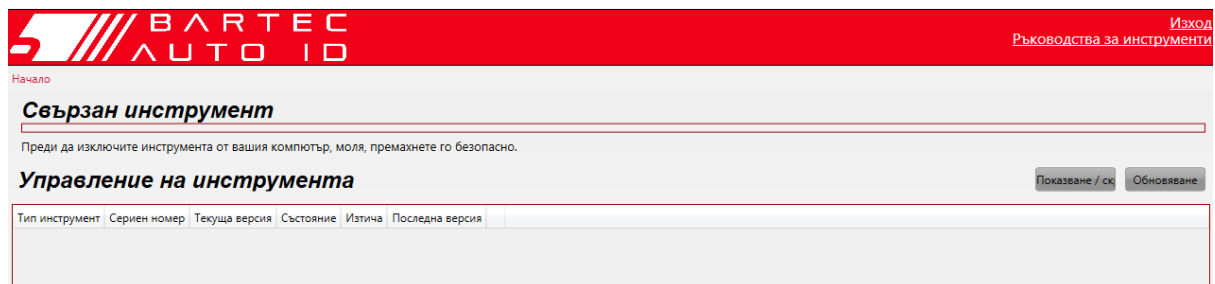 BARTEC
AUTO ID
Изход
Ръководства за инструменти
Начало
Свързан инструмент
Преди да изключите инструмента от вашия компютър, моля, премахнете го безопасно.
Управление на инструмента
Показване / ск
Обновяване
Тип инструмент Сериен номер Текуща версия Състояние Изтича Последна версия